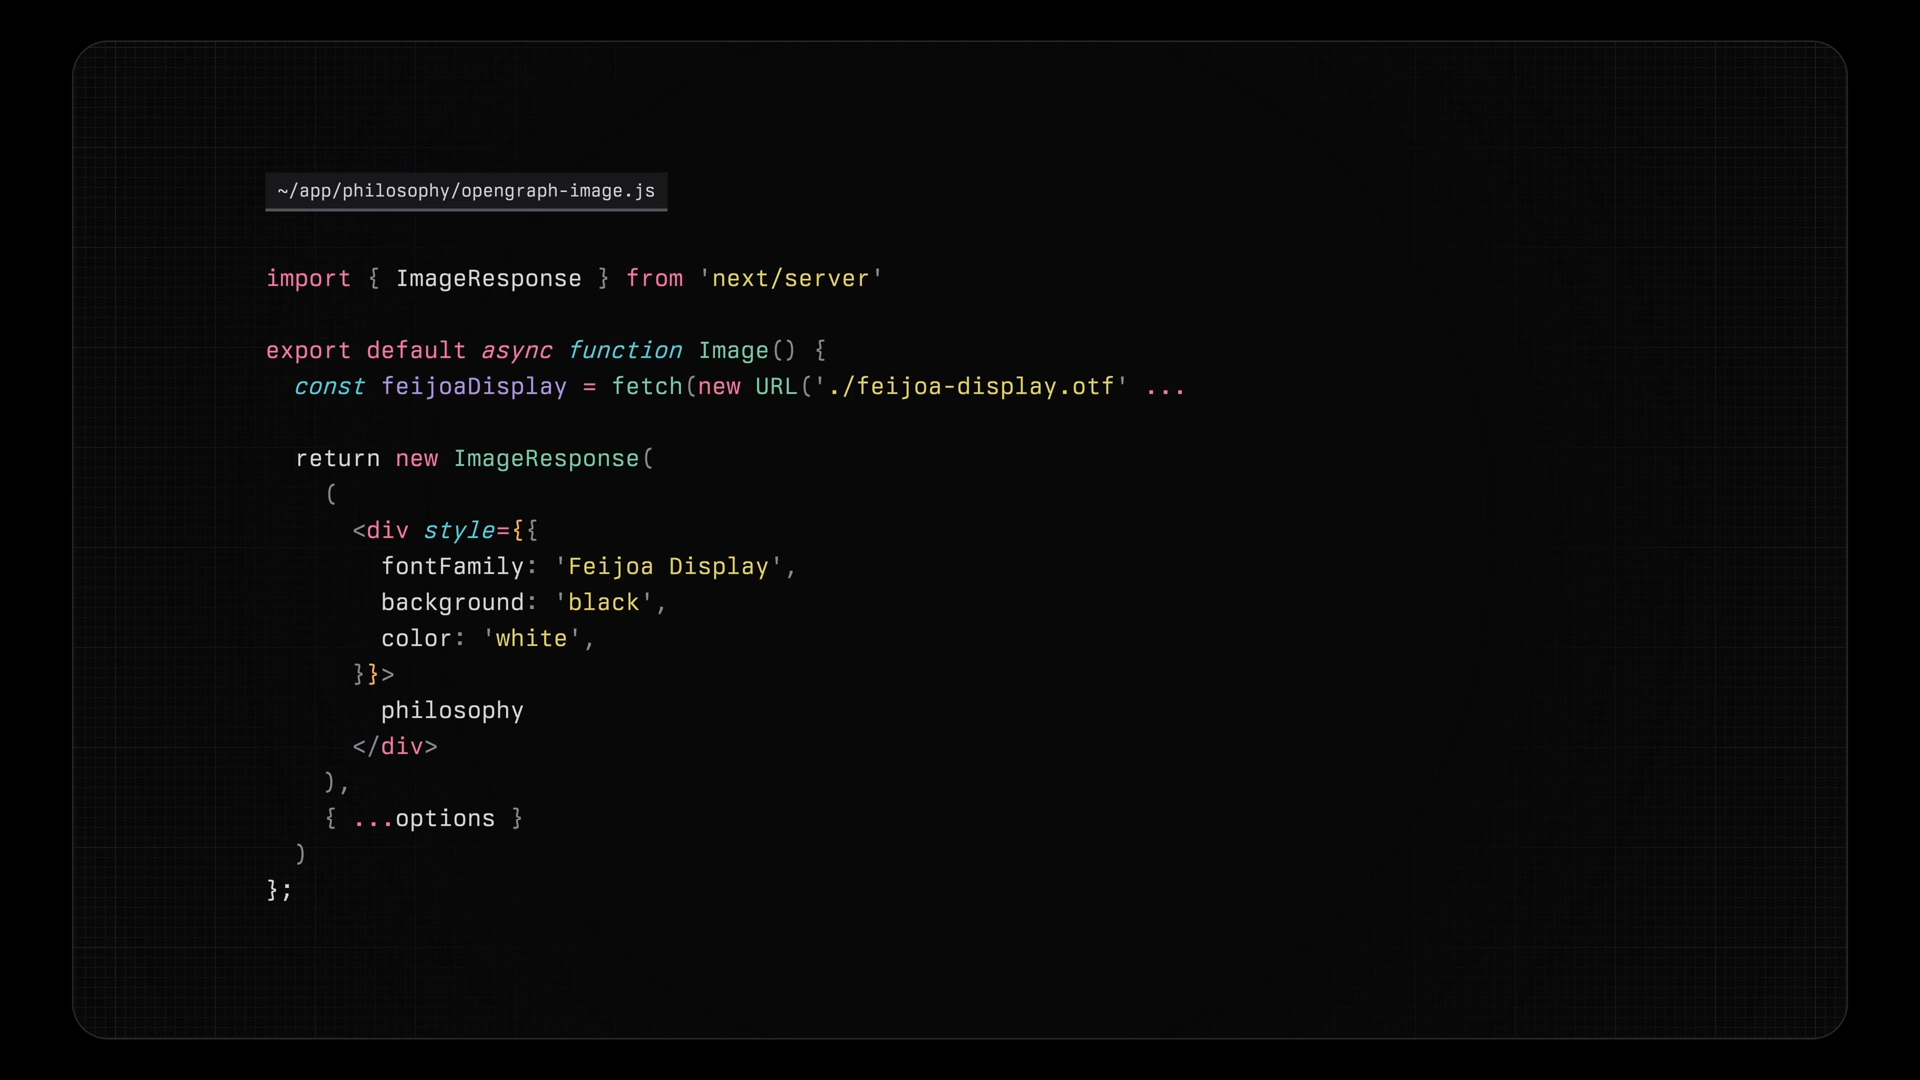 ~/app/philosophy/opengraph-image.js
import { ImageResponse } from 'next/server'
export default async function Image() {
const feijoaDisplay = fetch(new URL('./feijoa-display.otf' ...
return new ImageResponse(
(
<div style={{
fontFamily: 'Feijoa Display',
background: 'black',
color: 'white',
}}>
philosophy
</div>
),
{ ...options }
)
};